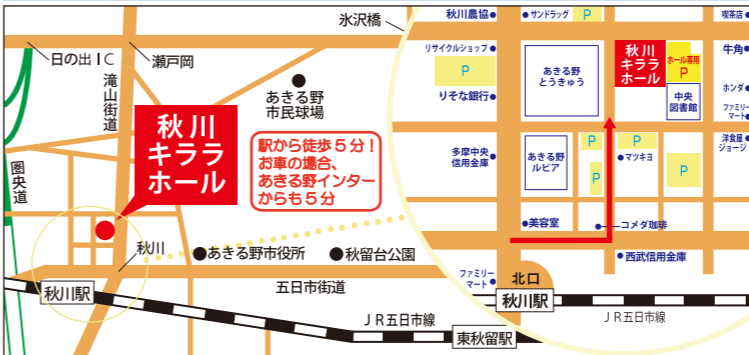 氷沢橋
日の出IC
瀬戸岡
滝山街道
圏央道
あきる野
市民球場
秋川
キララ
ホール
駅から徒歩5分！
お車の場合、
あきる野インター
からも5分
秋川
あきる野市役所
秋留台公園
五日市街道
秋川駅
JR五日市線
東秋留駅
秋川農協
サンドラッグ
P
喫茶店
リサイクルショップ
P
りそな銀行
あきる野
とうきゅう
秋川
キララ
ホール
ホール専用
P
中央
図書館
牛角
ホンダ
ファミリー
マート
多摩中央
信用金庫
あきる野
ルピア
P
P
マツキヨ
P
P
洋食屋
ジョージ
美容室
コメダ珈琲
西武信用金庫
ファミリー
マート
北口
秋川駅
JR五日市線